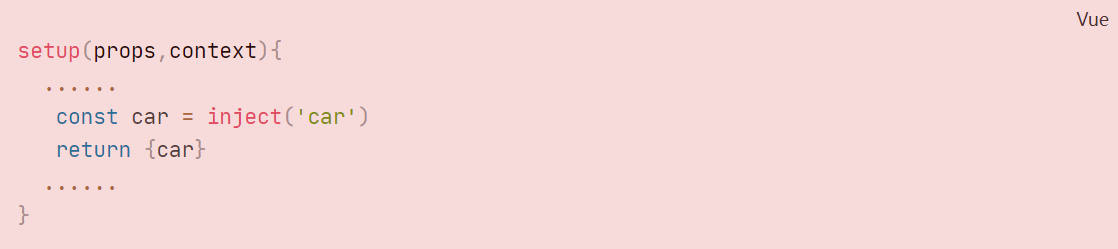 Vue
setup(props,context){
  ......
   const car = inject('car')
   return {car}
  ......
}